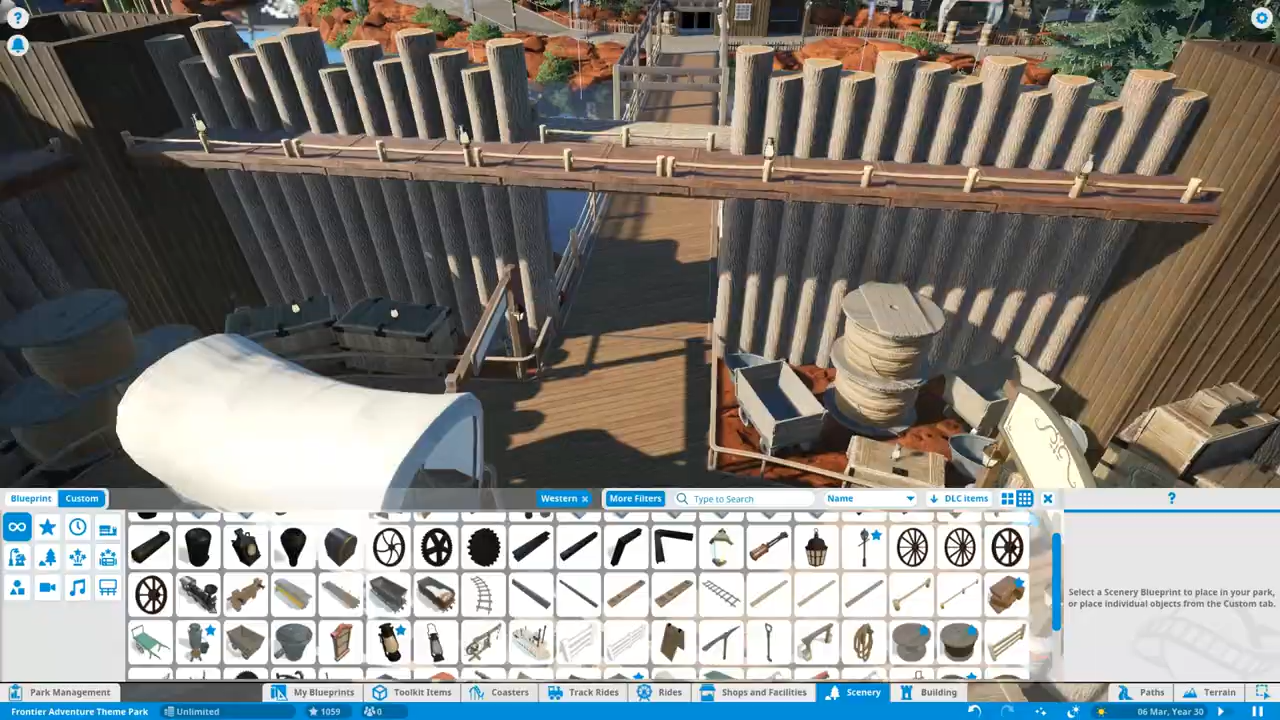 ?
Blueprint
Custom
Western ×
More Filters
Type to Search
Name
DLC items
?
Select a Scenery Blueprint to place in your park,
or place individual objects from the Custom tab.
Park Management
My Blueprints
Toolkit Items
Coasters
Track Rides
Rides
Shops and Facilities
Scenery
Building
Paths
Terrain
Frontier Adventure Theme Park
Unlimited
1059
0
06 Mar, Year 30